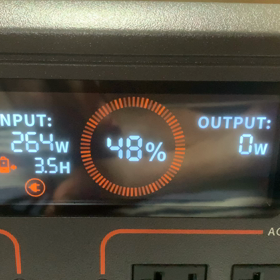 INPUT:
264W
3.5H
48%
OUTPUT:
0W
AC